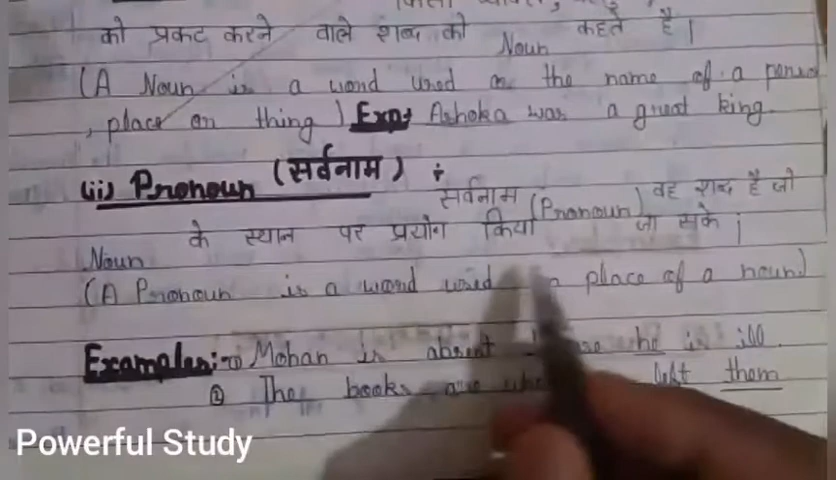 को प्रकट करने वाले शब्द को Noun कहते है |
(A Noun is a word used as the name of a person
, place or thing ) Exp: Ashoka was a great king.
(ii) Pronoun (सर्वनाम) :
सर्वनाम (Pronoun) वह शब्द है जो
Noun के स्थान पर प्रयोग किया जा सके |
(A Pronoun is a word used place of a noun)
Examples:- ① Mohan is absent he is ill
② The books are left them
Powerful Study